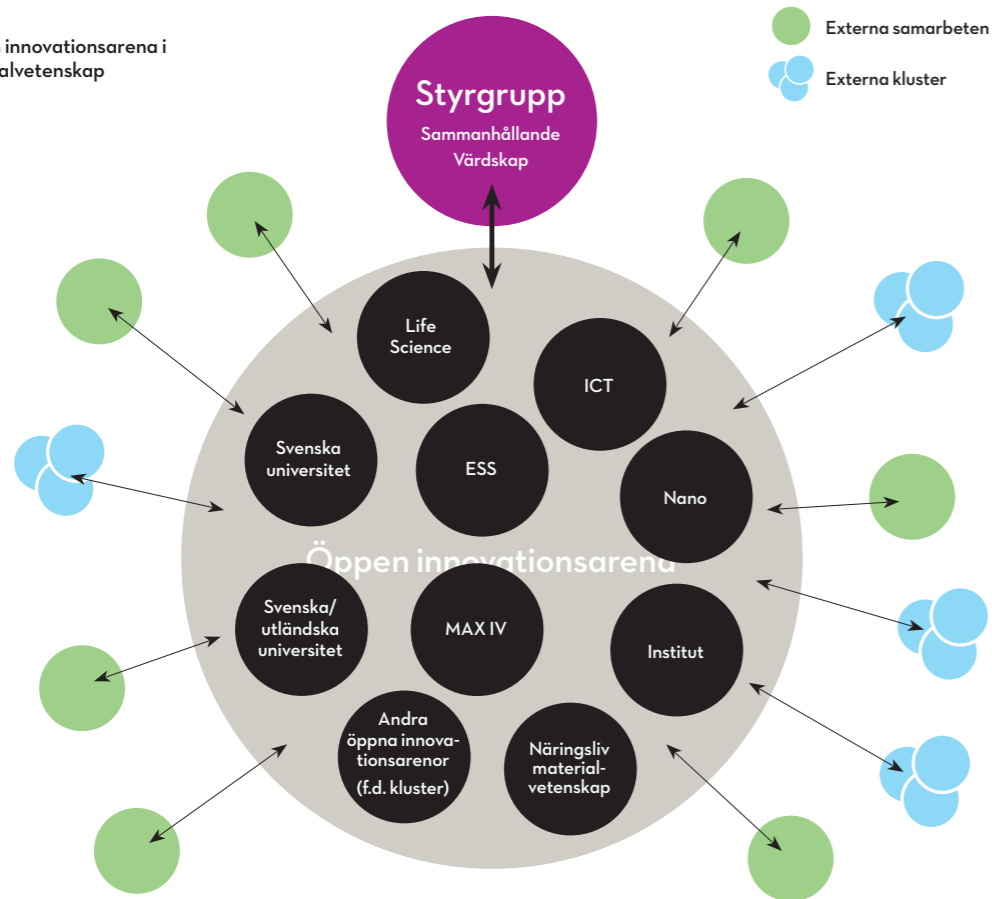 innovationsarena i
Externa samarbeten
Externa kluster
Styrgrupp
Sammanhållande
Värdskap
Life
Science
ICT
Svenska
universitet
ESS
Nano
Öppen innovationsarena
Svenska/
utländska
universitet
MAX IV
Institut
Andra
öppna innova-
tionsarenor
(f.d. kluster)
Näringsliv
material-
vetenskap